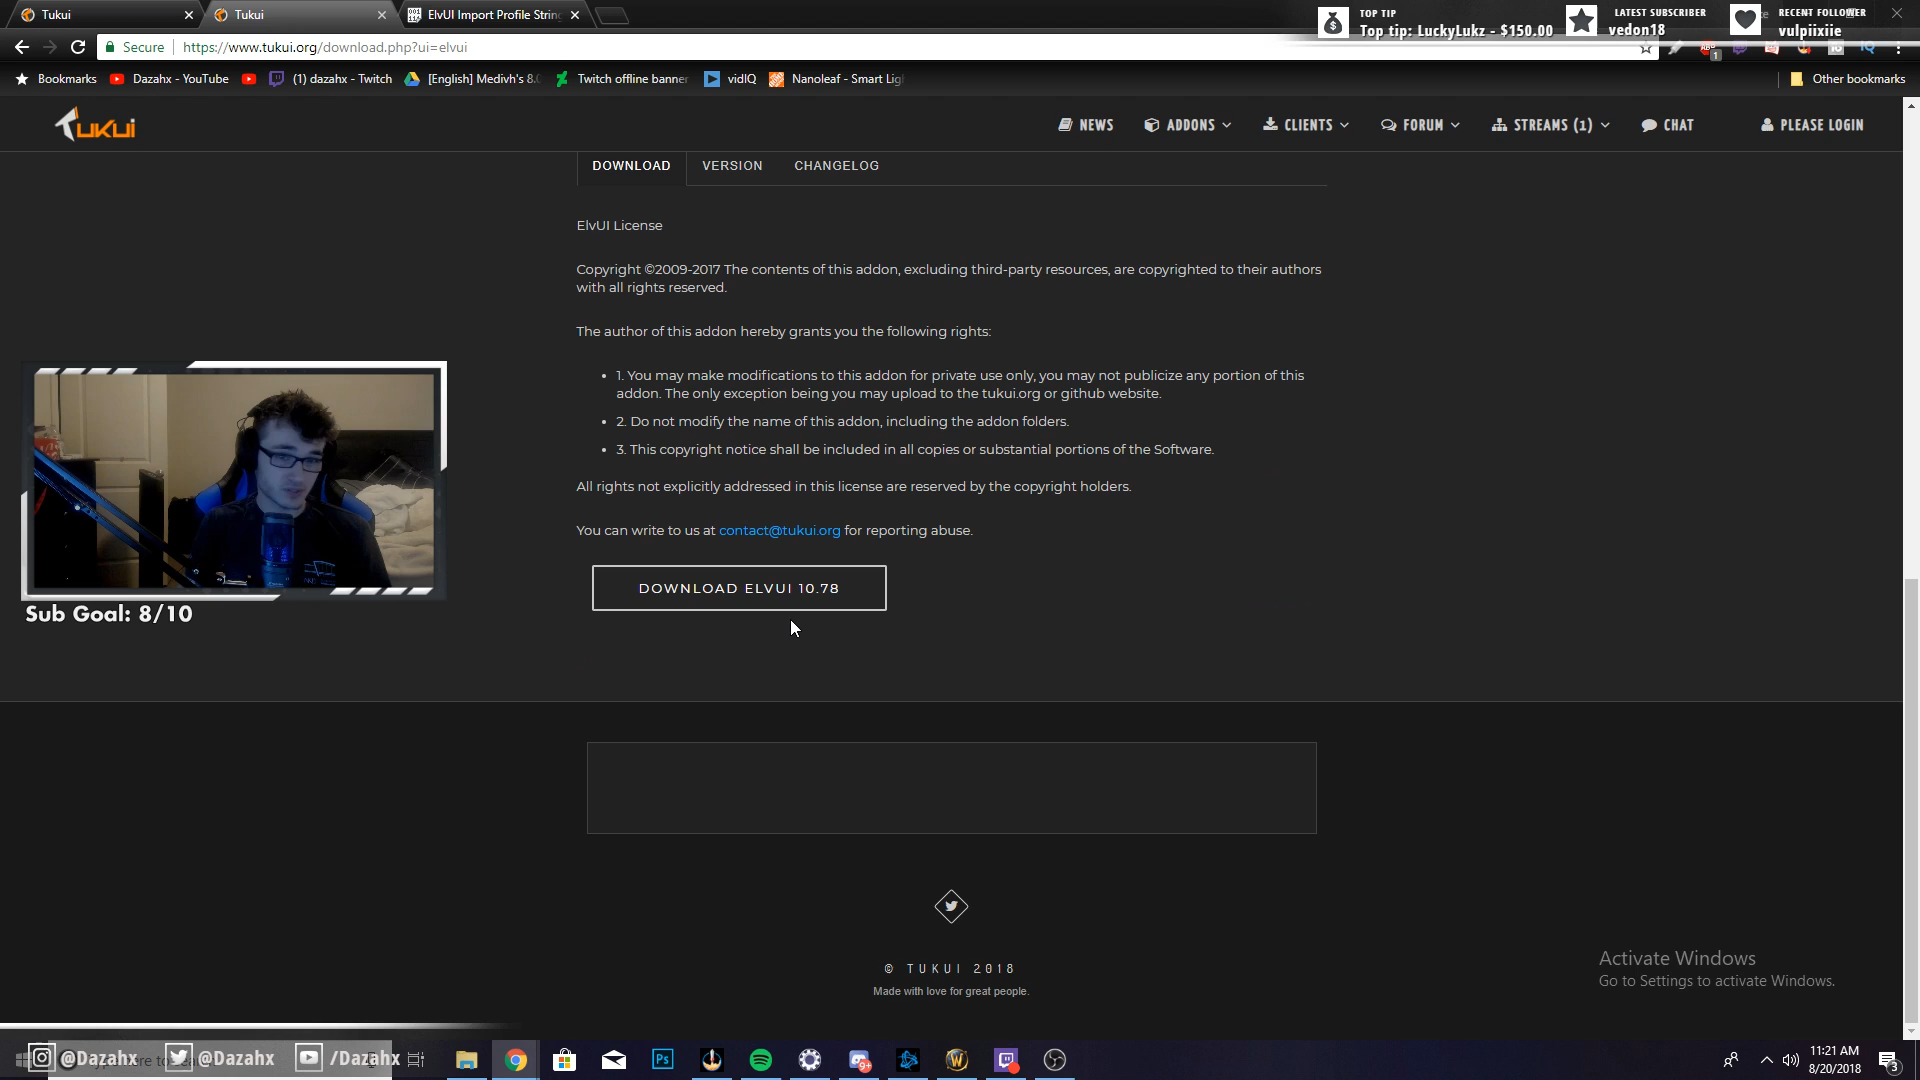 Tukui
Tukui
ElvUI Import Profile String
TOP TIP
Top tip: LuckyLukz - $150.00
LATEST SUBSCRIBER
vedon18
RECENT FOLLOWER
vulpiixiie
Secure
https://www.tukui.org/download.php?ui=elvui
Bookmarks
Dazahx - YouTube
(1) dazahx - Twitch
[English] Medivh's 8.0
Twitch offline banner
vidIQ
Nanoleaf - Smart Lig
Other bookmarks
TUKUI
NEWS
ADDONS
CLIENTS
FORUM
STREAMS (1)
CHAT
PLEASE LOGIN
DOWNLOAD
VERSION
CHANGELOG
ElvUI License
Copyright ©2009-2017 The contents of this addon, excluding third-party resources, are copyrighted to their authors
with all rights reserved.
The author of this addon hereby grants you the following rights:
1. You may make modifications to this addon for private use only, you may not publicize any portion of this
addon. The only exception being you may upload to the tukui.org or github website.
2. Do not modify the name of this addon, including the addon folders.
3. This copyright notice shall be included in all copies or substantial portions of the Software.
All rights not explicitly addressed in this license are reserved by the copyright holders.
You can write to us at contact@tukui.org for reporting abuse.
DOWNLOAD ELVUI 10.78
Sub Goal: 8/10
© TUKUI 2018
Made with love for great people.
Activate Windows
Go to Settings to activate Windows.
@Dazahx
@Dazahx
/Dazahx
Ps
9+
11:21 AM
8/20/2018
3